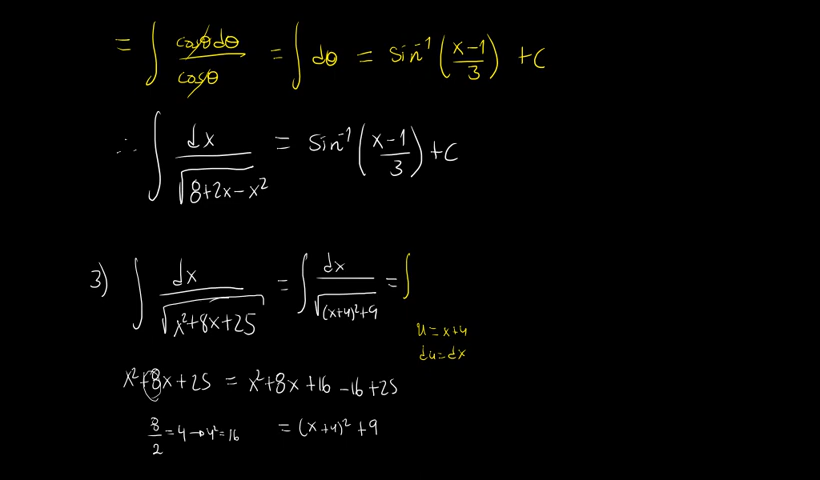 = ∫ cosθdθ / cosθ = ∫ dθ = sin⁻¹ ((x-1)/3) + C
∴ ∫ dx / √(8+2x-x²) = sin⁻¹ ((x-1)/3) + C
3) ∫ dx / √(x²+8x+25) = ∫ dx / √((x+4)²+9) = ∫
u = x+4
du = dx
x²+8x+25 = x²+8x+16-16+25
8/2 = 4 → 4² = 16 = (x+4)²+9